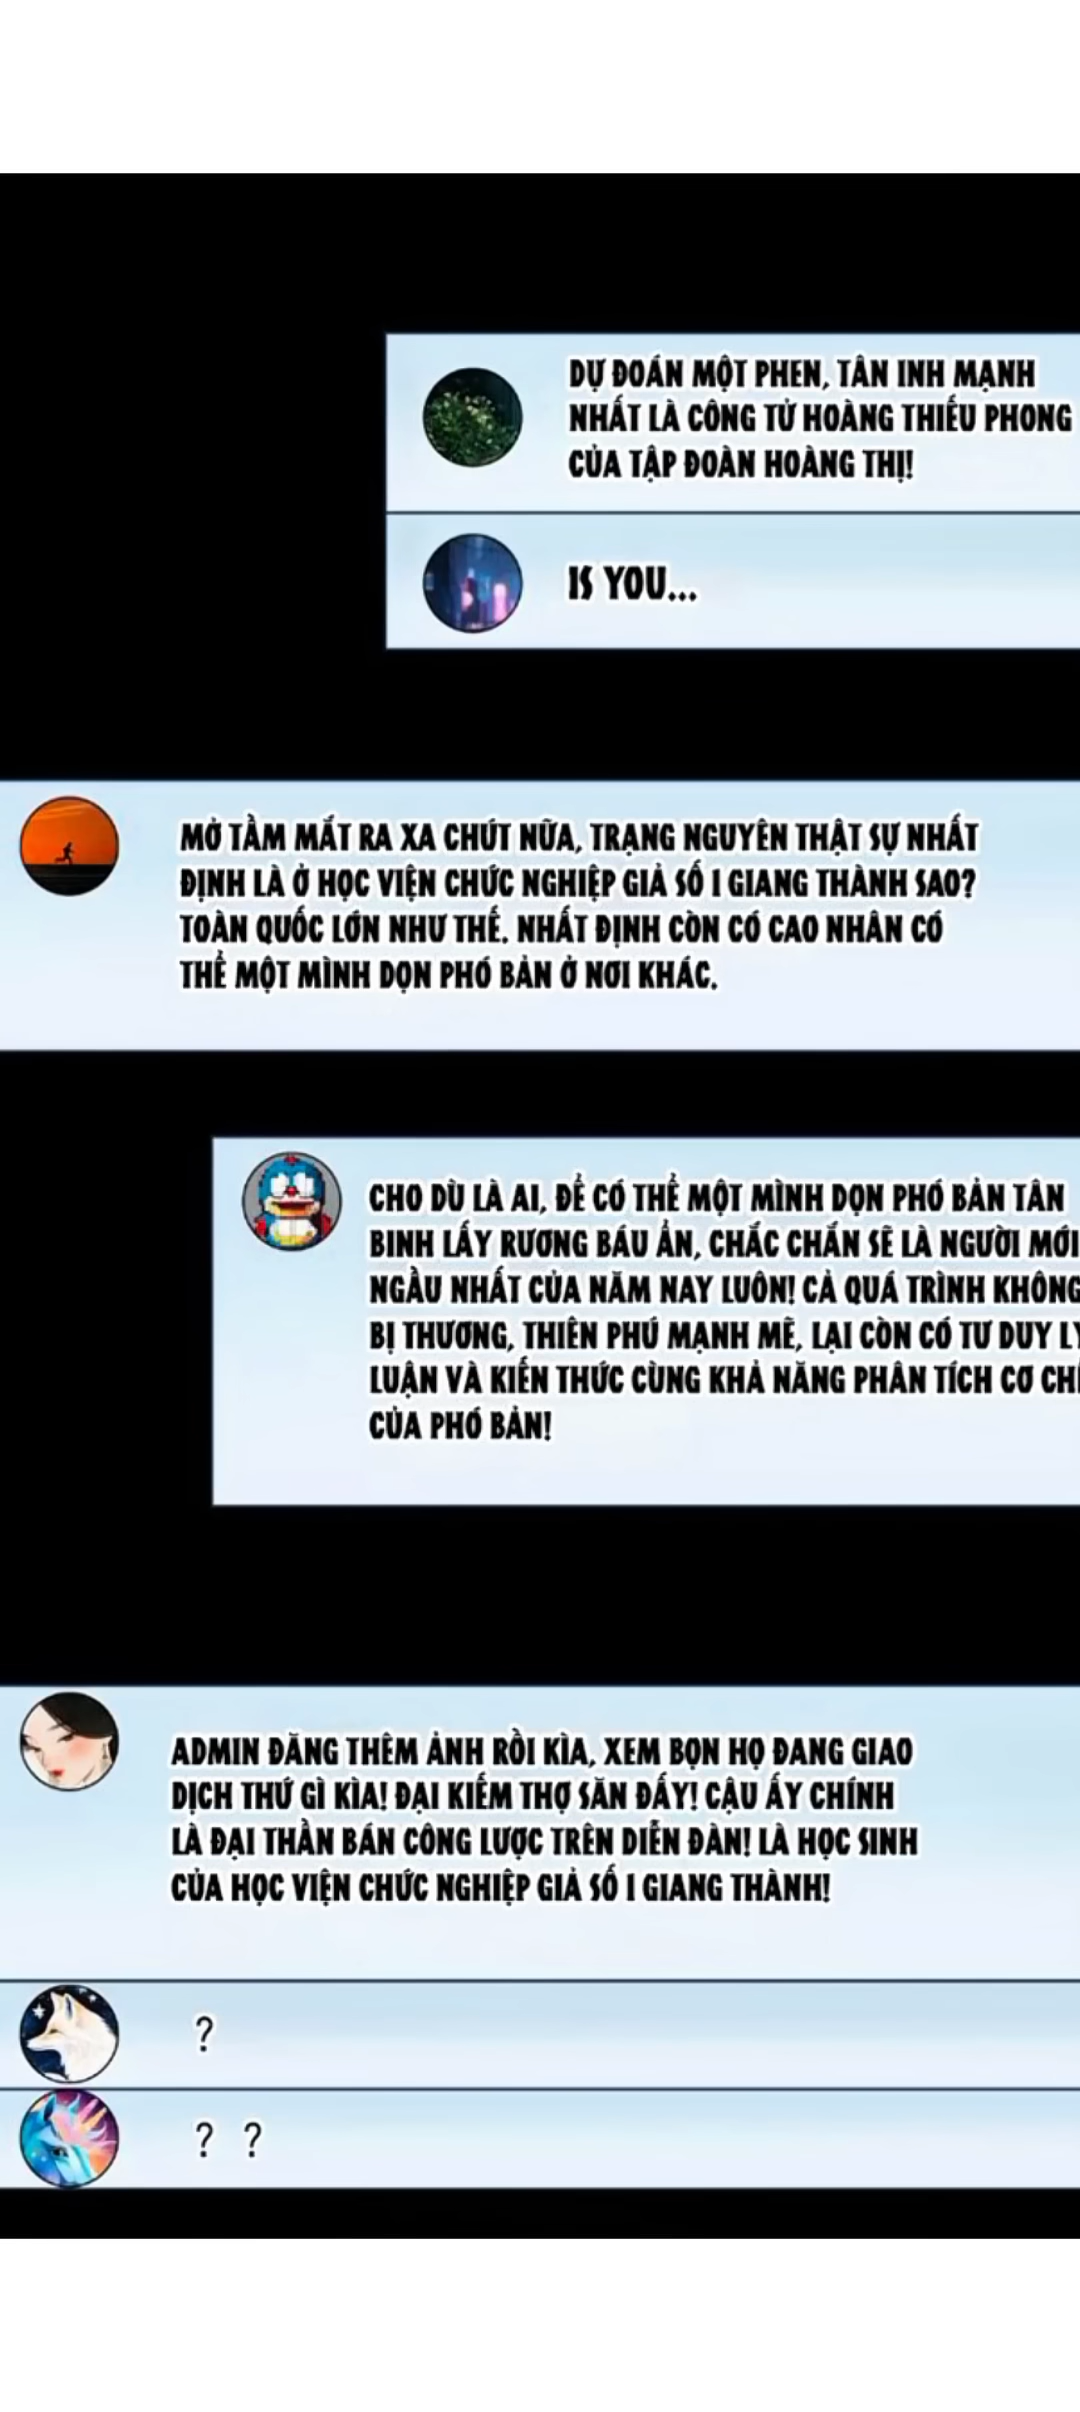 DỰ ĐOÁN MỘT PHEN, TÂN INH MẠNH
NHẤT LÀ CÔNG TỬ HOÀNG THIẾU PHONG
CỦA TẬP ĐOÀN HOÀNG THỊ!
IS YOU...
MỞ TẦM MẮT RA XA CHÚT NỮA, TRẠNG NGUYÊN THẬT SỰ NHẤT
ĐỊNH LÀ Ở HỌC VIỆN CHỨC NGHIỆP GIẢ SỐ 1 GIANG THÀNH SAO?
TOÀN QUỐC LỚN NHƯ THẾ. NHẤT ĐỊNH CÒN CÓ CAO NHÂN CÓ
THỂ MỘT MÌNH DỌN PHÓ BẢN Ở NƠI KHÁC.
CHO DÙ LÀ AI, ĐỂ CÓ THỂ MỘT MÌNH DỌN PHÓ BẢN TÂN
BINH LẤY RƯƠNG BÁU ẨN, CHẮC CHẮN SẼ LÀ NGƯỜI MỚI
NGẦU NHẤT CỦA NĂM NAY LUÔN! CẢ QUÁ TRÌNH KHÔNG
BỊ THƯƠNG, THIÊN PHÚ MẠNH MẼ, LẠI CÒN CÓ TƯ DUY LÝ
LUẬN VÀ KIẾN THỨC CÙNG KHẢ NĂNG PHÂN TÍCH CƠ
CỦA PHÓ BẢN!
ADMIN ĐĂNG THÊM ẢNH RỒI KÌA, XEM BỌN HỌ ĐANG GIAO
DỊCH THỨ GÌ KÌA! ĐẠI KIẾM THỢ SĂN ĐẤY! CẬU ẤY CHÍNH
LÀ ĐẠI THẦN BÁN CÔNG LƯỢC TRÊN DIỄN ĐÀN! LÀ HỌC SINH
CỦA HỌC VIỆN CHỨC NGHIỆP GIẢ SỐ 1 GIANG THÀNH!
?
? ?